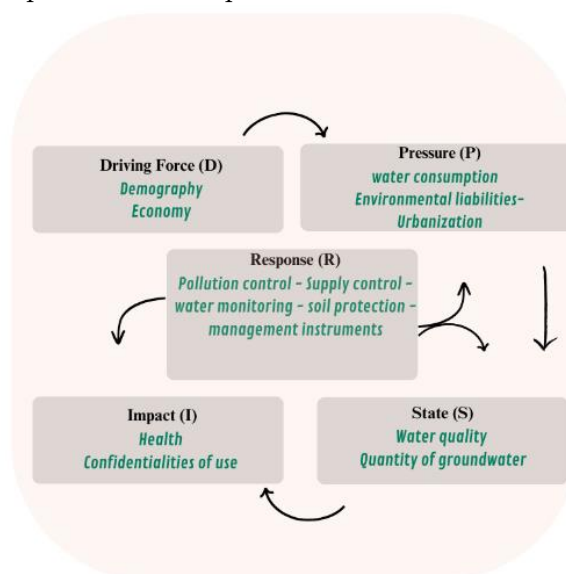 Driving Force (D)
Demography
Economy
Pressure (P)
water consumption
Environmental liabilities-
Urbanization
Response (R)
Pollution control - Supply control -
water monitoring - soil protection -
management instruments
Impact (I)
Health
Confidentialities of use
State (S)
Water quality
Quantity of groundwater